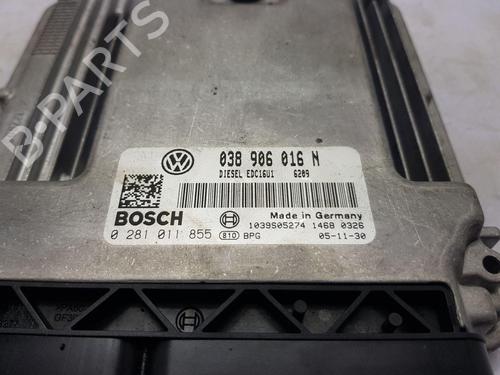 B-PARTS
038 906 016 N
DIESEL EDC16U1 6209
BOSCH
Made in Germany
1039S05274 1468 0326
0 281 011 855 810 BPG 05-11-30